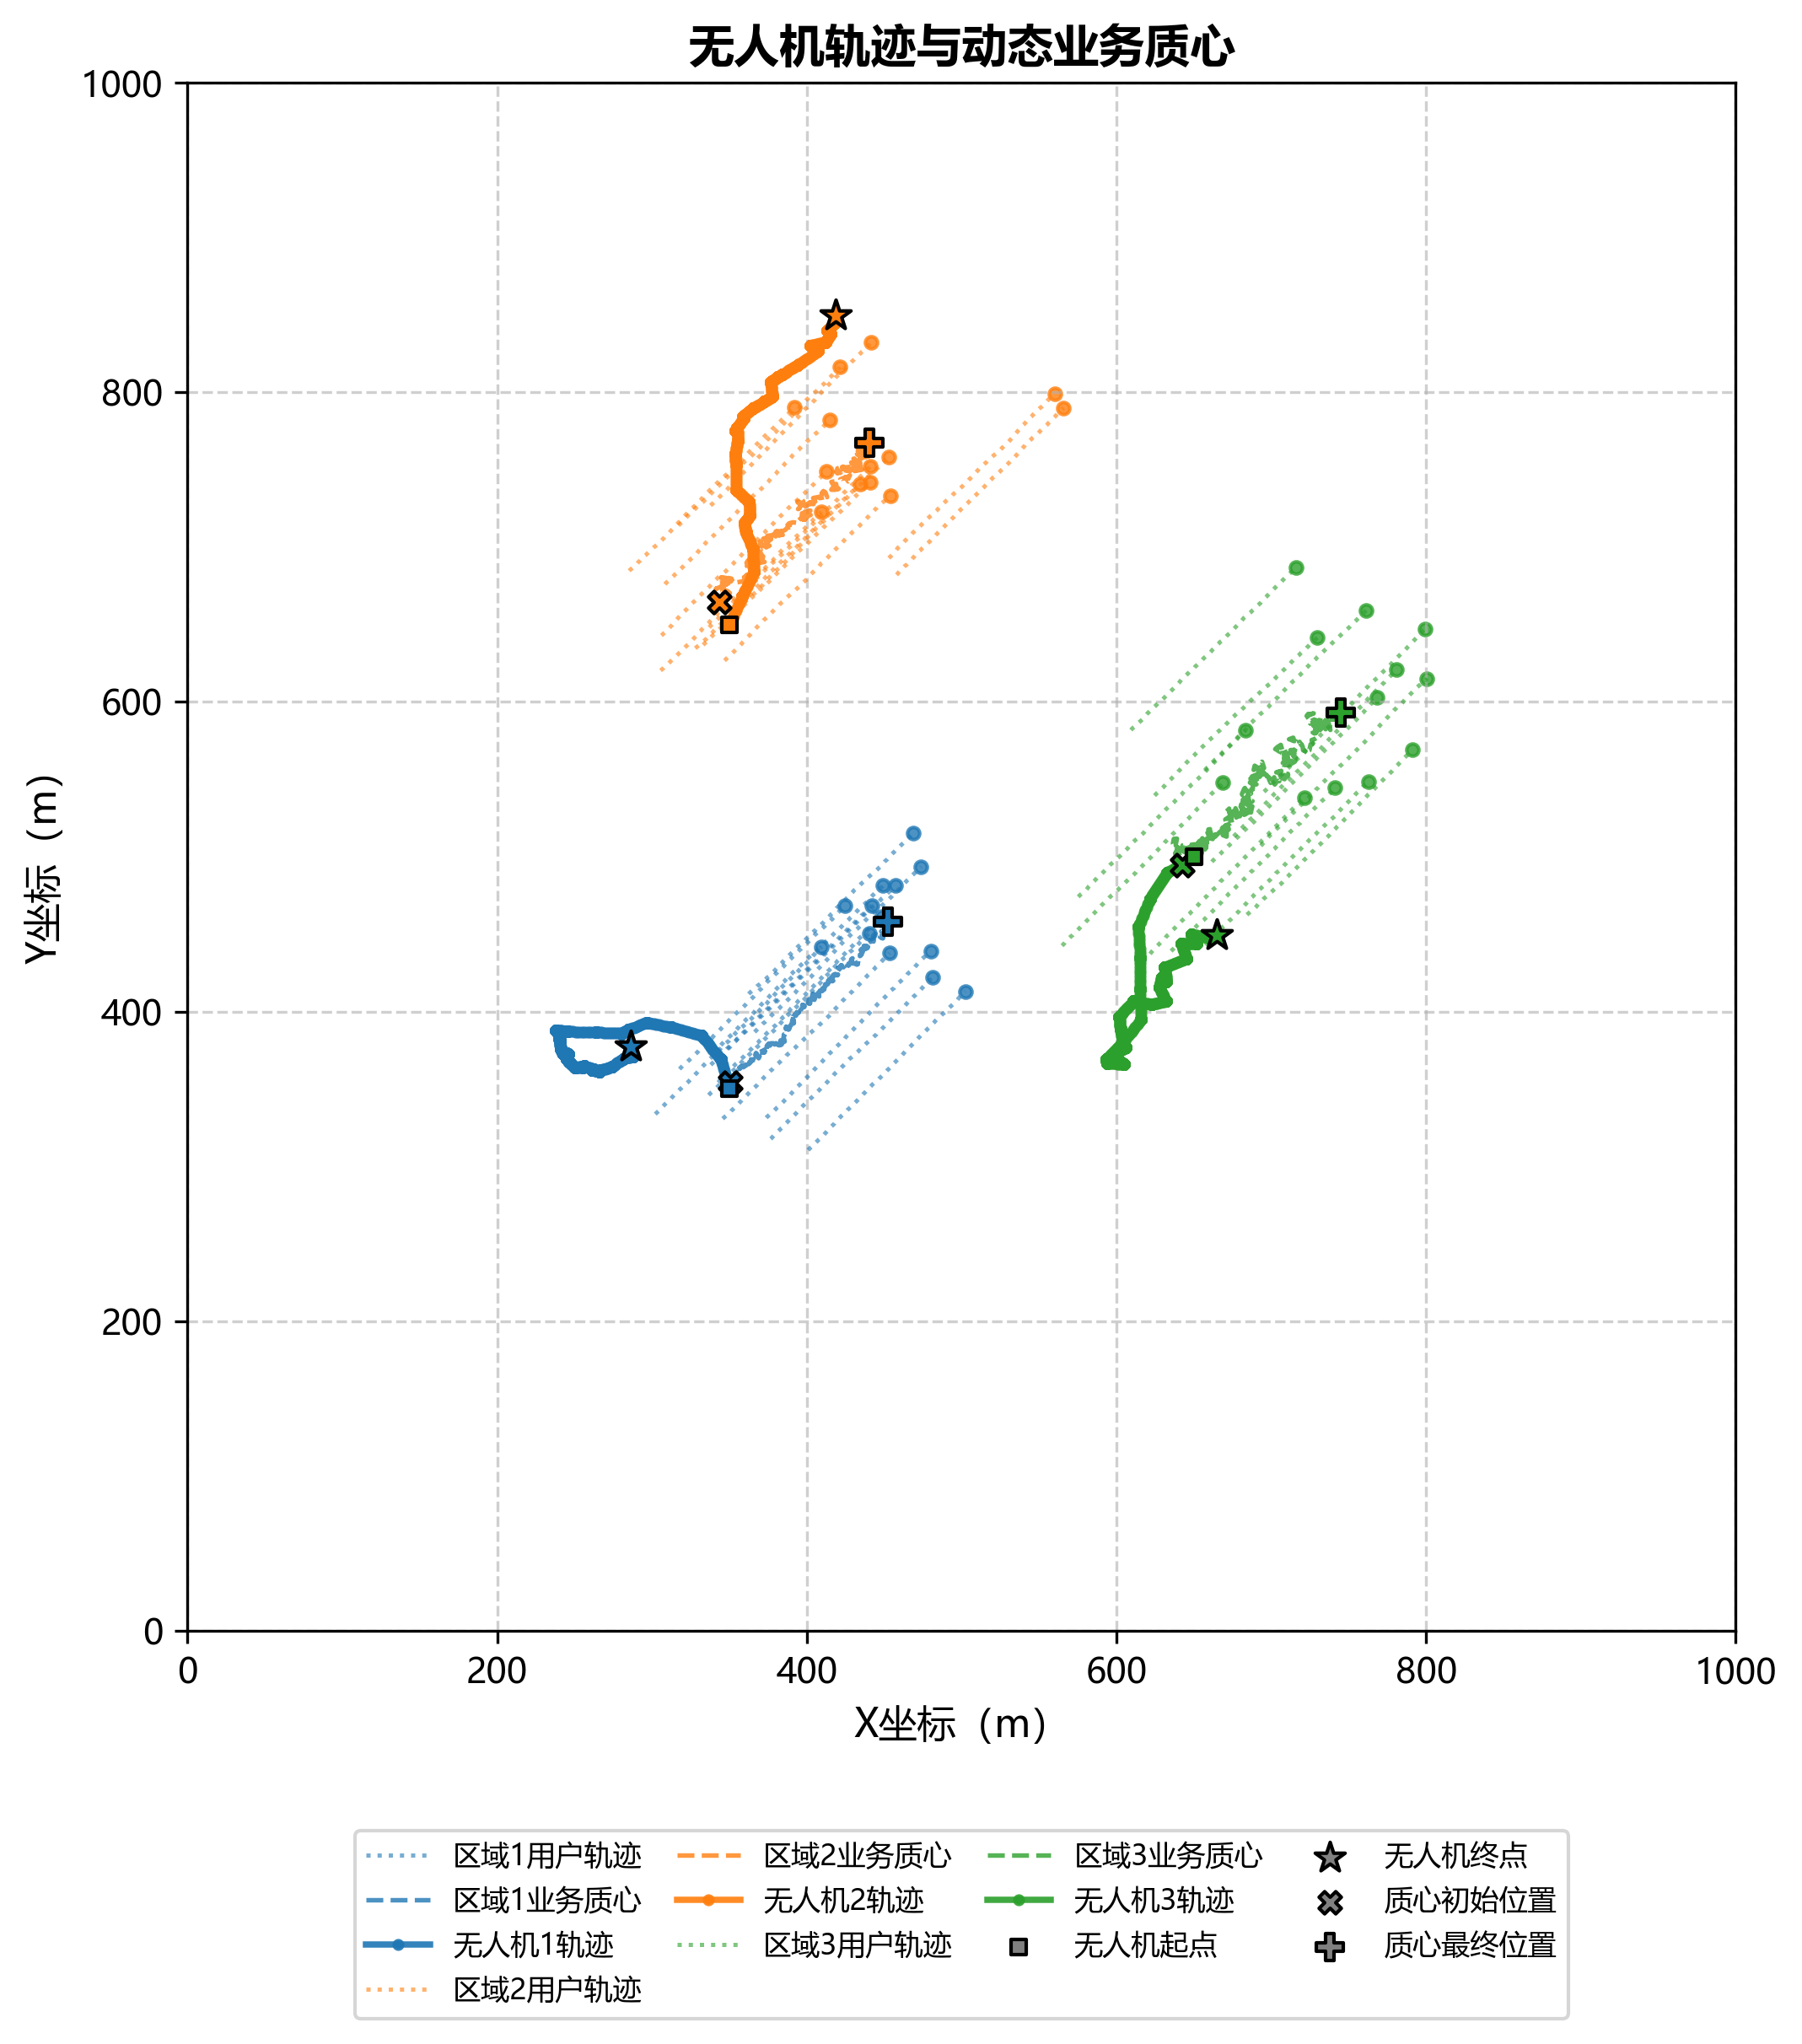 无人机轨迹与动态业务质心
1000
800
600
400
200
0
Y坐标（m）
0 200 400 600 800 1000
X坐标（m）
区域1用户轨迹 区域2业务质心 区域3业务质心 无人机终点
区域1业务质心 无人机2轨迹 无人机3轨迹 质心初始位置
无人机1轨迹 区域3用户轨迹 无人机起点 质心最终位置
区域2用户轨迹